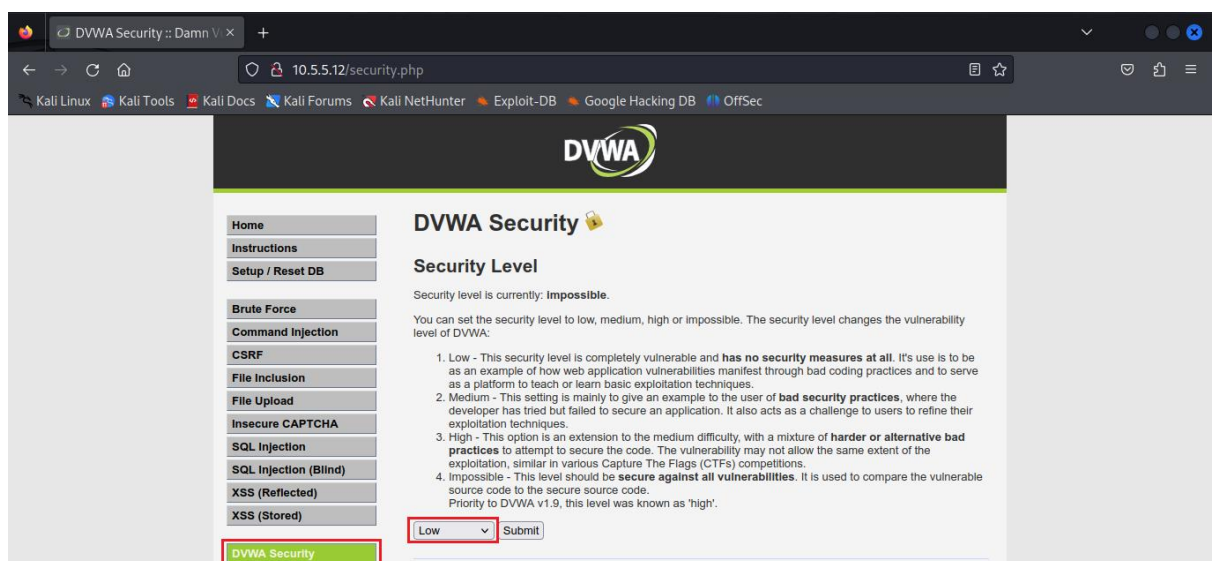 DVWA Security :: Damn Vu
10.5.5.12/security.php
Kali Linux Kali Tools Kali Docs Kali Forums Kali NetHunter Exploit-DB Google Hacking DB OffSec
DVWA
Home
Instructions
Setup / Reset DB
Brute Force
Command Injection
CSRF
File Inclusion
File Upload
Insecure CAPTCHA
SQL Injection
SQL Injection (Blind)
XSS (Reflected)
XSS (Stored)
DVWA Security
DVWA Security
Security Level
Security level is currently: impossible.
You can set the security level to low, medium, high or impossible. The security level changes the vulnerability
level of DVWA:
1. Low - This security level is completely vulnerable and has no security measures at all. It's use is to be
as an example of how web application vulnerabilities manifest through bad coding practices and to serve
as a platform to teach or learn basic exploitation techniques.
2. Medium - This setting is mainly to give an example to the user of bad security practices, where the
developer has tried but failed to secure an application. It also acts as a challenge to users to refine their
exploitation techniques.
3. High - This option is an extension to the medium difficulty, with a mixture of harder or alternative bad
practices to attempt to secure the code. The vulnerability may not allow the same extent of the
exploitation, similar in various Capture The Flags (CTFs) competitions.
4. Impossible - This level should be secure against all vulnerabilities. It is used to compare the vulnerable
source code to the secure source code.
Priority to DVWA v1.9, this level was known as 'high'.
Low Submit